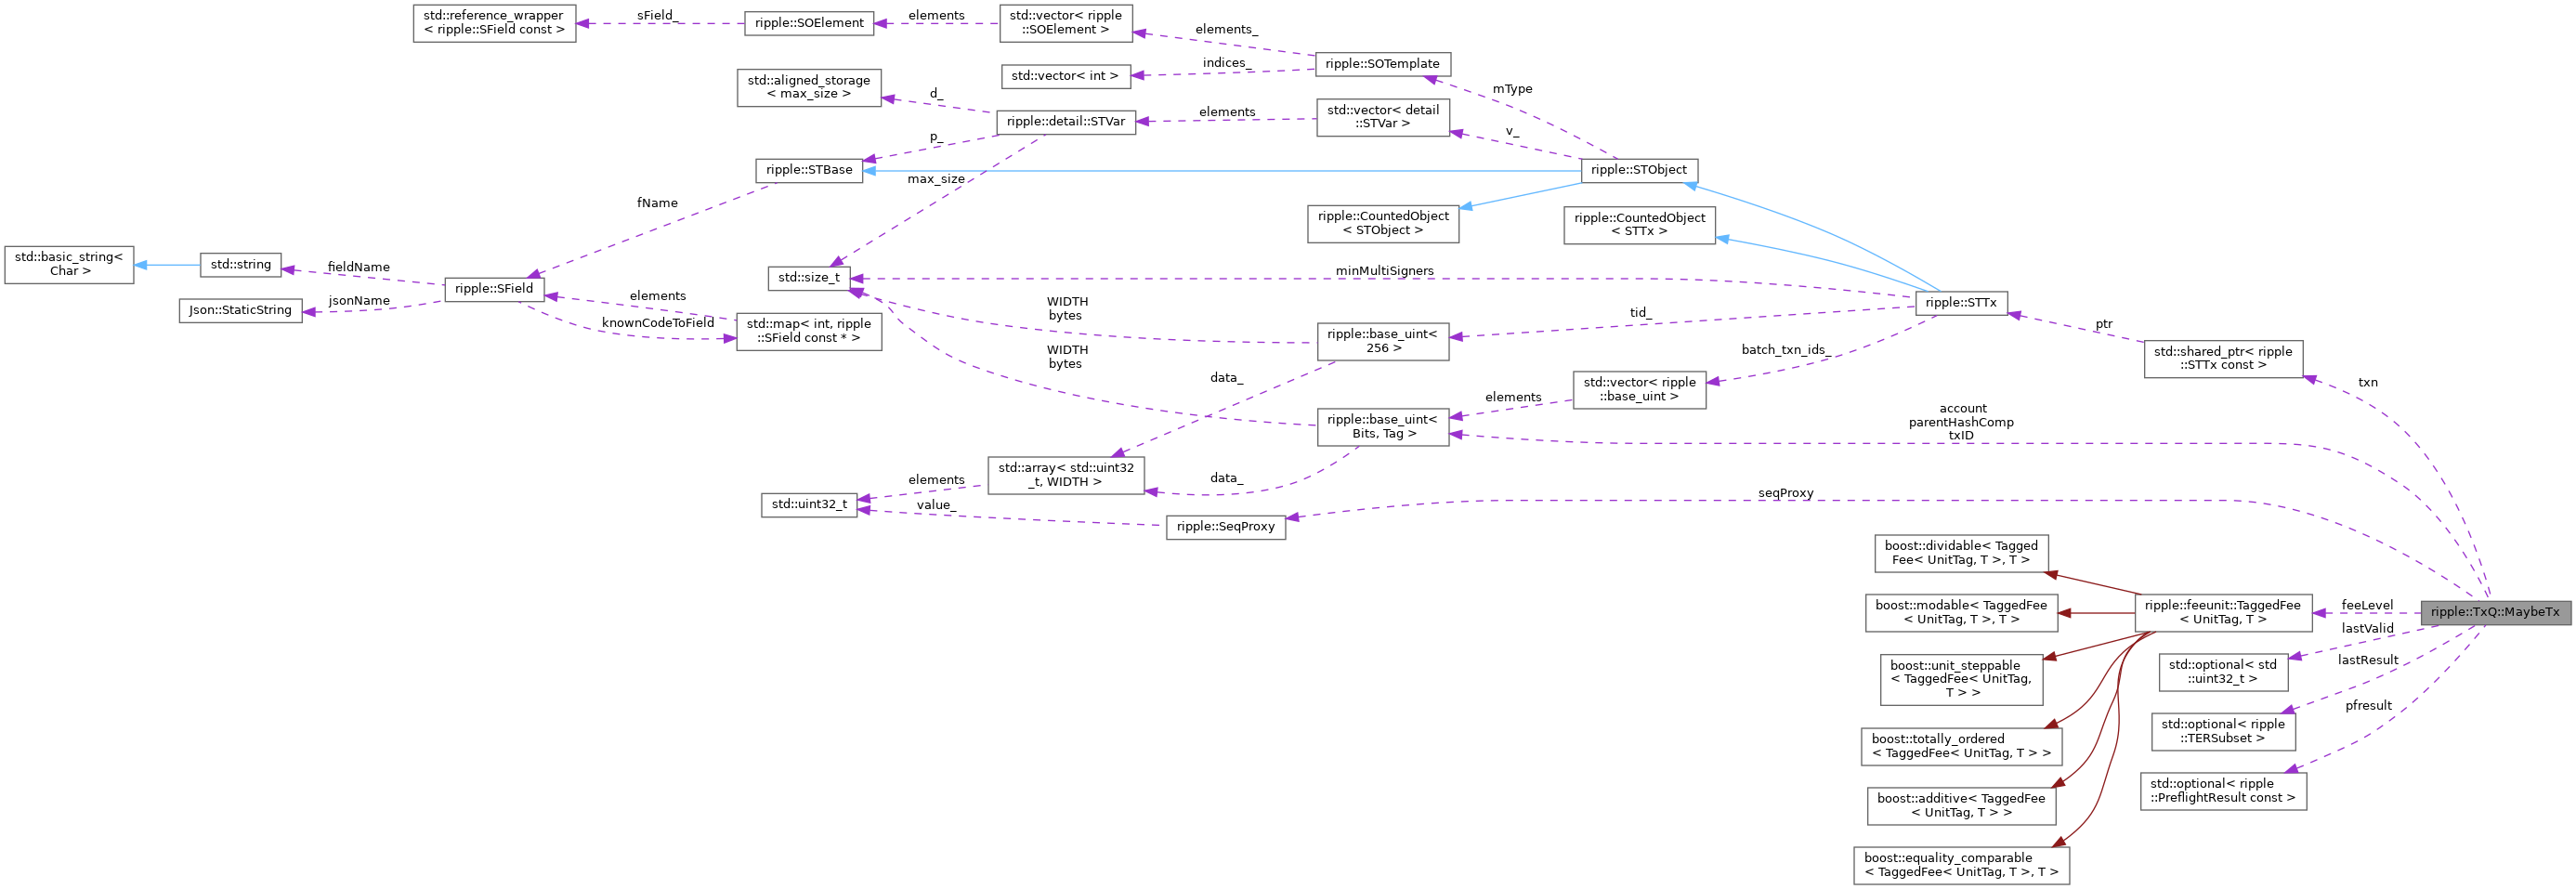 std::reference_wrapper
< ripple::SField const >
sField_
ripple::SOElement
elements
std::vector< ripple
::SOElement >
elements_
ripple::SOTemplate
indices_
std::vector< int >
std::aligned_storage
< max_size >
d_
ripple::detail::STVar
elements
std::vector< detail
::STVar >
mType
v_
p_
ripple::STBase
max_size
ripple::STObject
fName
ripple::CountedObject
< STObject >
ripple::CountedObject
< STTx >
std::basic_string<
Char >
std::string
fieldName
Json::StaticString
jsonName
ripple::SField
elements
knownCodeToField
std::map< int, ripple
::SField const * >
std::size_t
minMultiSigners
WIDTH
bytes
WIDTH
bytes
ripple::base_uint<
256 >
tid_
ripple::STTx
batch_txn_ids_
ptr
std::shared_ptr< ripple
::STTx const >
txn
data_
std::vector< ripple
::base_uint >
elements
ripple::base_uint<
Bits, Tag >
account
parentHashComp
txID
std::array< std::uint32
_t, WIDTH >
data_
elements
std::uint32_t
value_
ripple::SeqProxy
seqProxy
boost::dividable< Tagged
Fee< UnitTag, T >, T >
boost::modable< TaggedFee
< UnitTag, T >, T >
ripple::feeunit::TaggedFee
< UnitTag, T >
feeLevel
ripple::TxQ::MaybeTx
lastValid
boost::unit_steppable
< TaggedFee< UnitTag,
T > >
std::optional< std
::uint32_t >
lastResult
boost::totally_ordered
< TaggedFee< UnitTag, T > >
std::optional< ripple
::TERSubset >
pfresult
boost::additive< TaggedFee
< UnitTag, T > >
std::optional< ripple
::PreflightResult const >
boost::equality_comparable
< TaggedFee< UnitTag, T >, T >